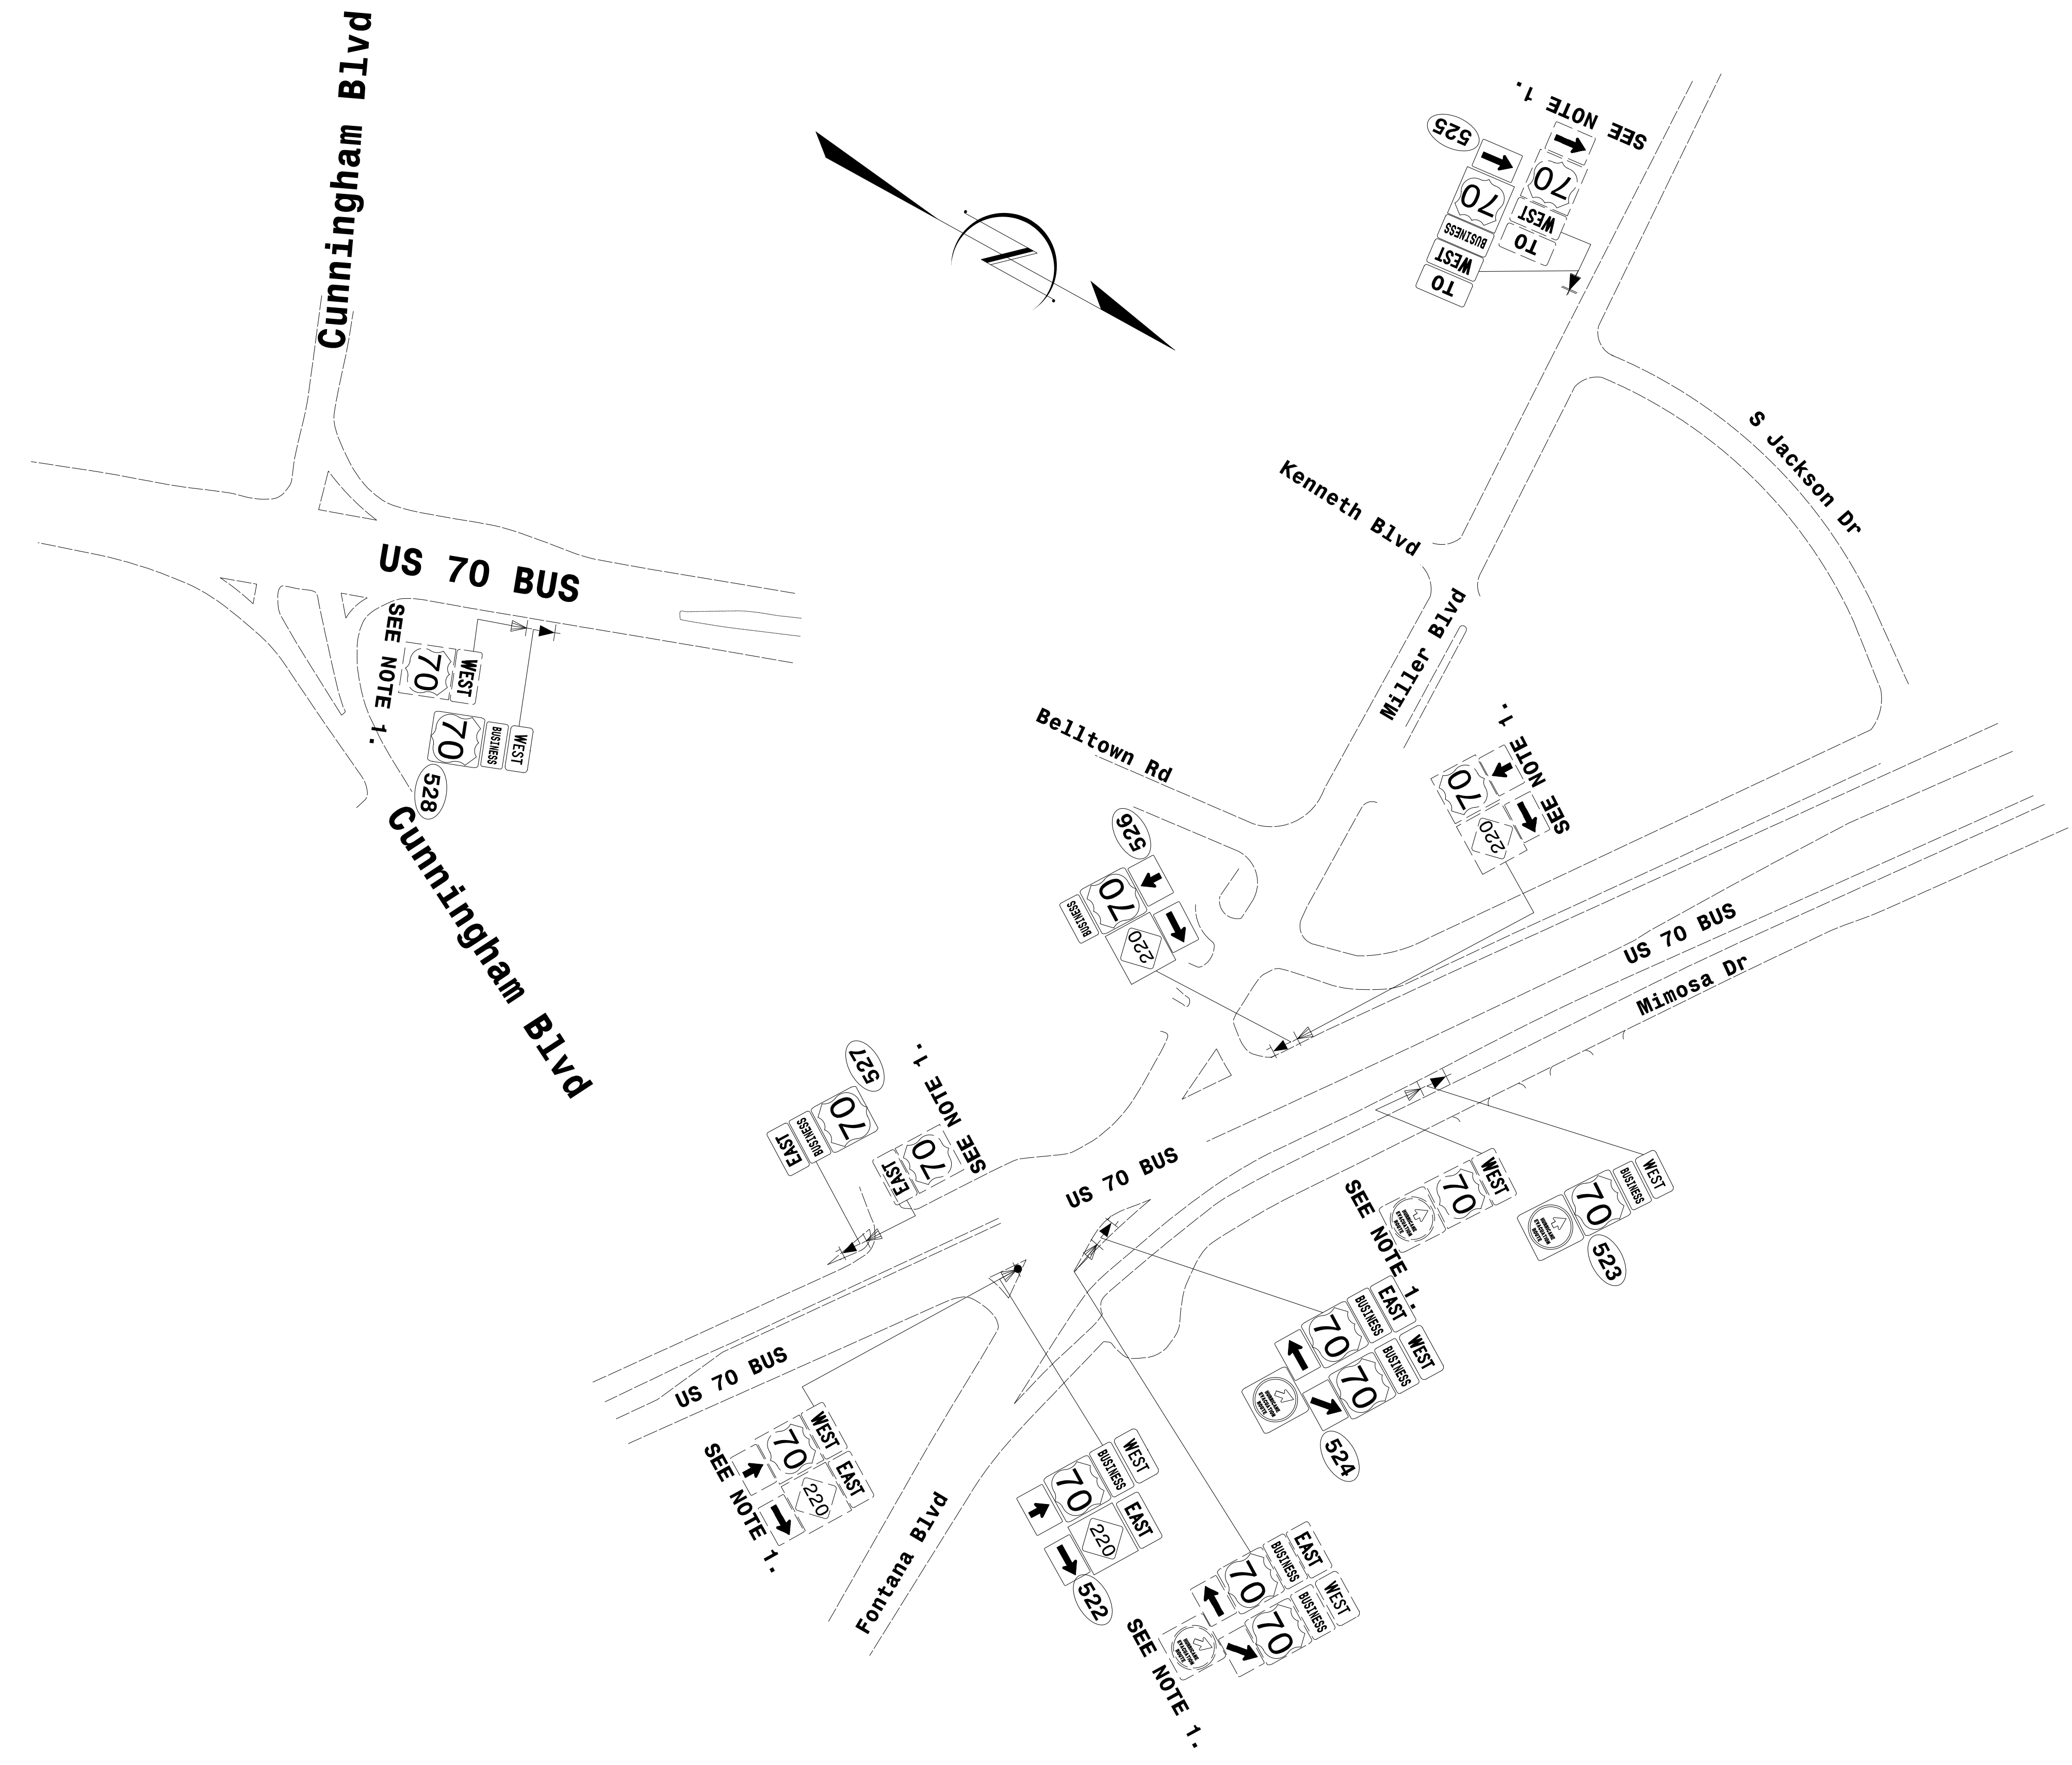 Cunningham Blvd
SEE NOTE 1.
525
70
WEST
TO
70
BUSINESS
WEST
TO
S Jackson Dr
Kenneth Blvd
US 70 BUS
Miller Blvd
SEE NOTE 1.
WEST
70
WEST
BUSINESS
70
528
Cunningham Blvd
Belltown Rd
SEE NOTE 1.
70
220
526
70
BUSINESS
220
US 70 BUS
Mimosa Dr
527
70
BUSINESS
EAST
SEE NOTE 1.
70
EAST
US 70 BUS
WEST
70
SEE NOTE 1.
WEST
BUSINESS
70
523
EAST
BUSINESS
70
WEST
BUSINESS
70
524
US 70 BUS
WEST
70
EAST
220
SEE NOTE 1.
Fontana Blvd
WEST
BUSINESS
70
EAST
220
522
EAST
BUSINESS
70
WEST
BUSINESS
70
SEE NOTE 1.